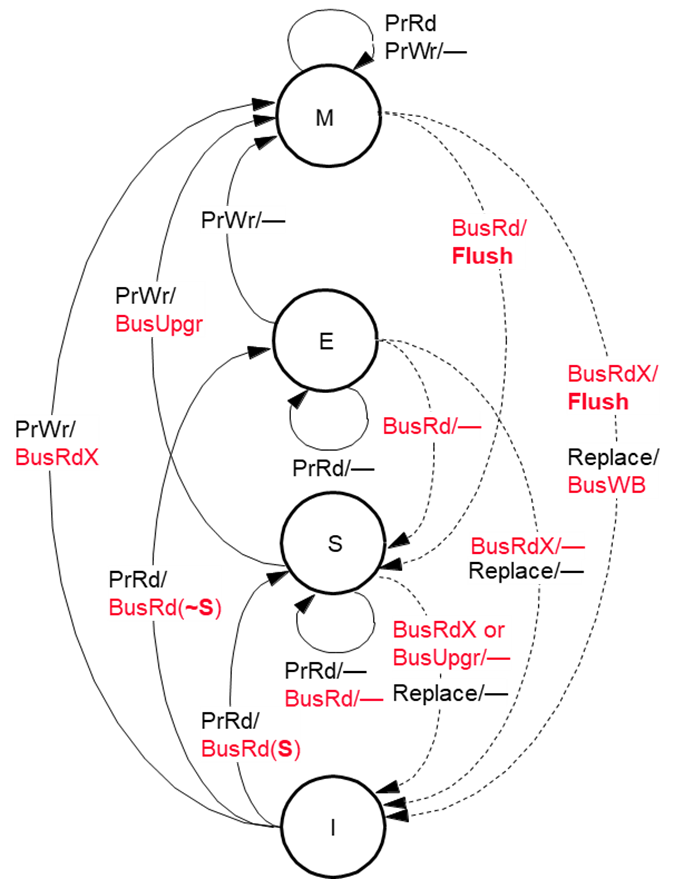 PrRd
PrWr/—
M
PrWr/—
BusRd/
Flush
PrWr/
BusUpgr
E
BusRdX/
Flush
BusRd/—
PrWr/
BusRdX
PrRd/—
Replace/
BusWB
S
BusRdX/—
Replace/—
PrRd/
BusRd(~S)
BusRdX or
BusUpgr/—
PrRd/—
BusRd/—
Replace/—
PrRd/
BusRd(S)
I